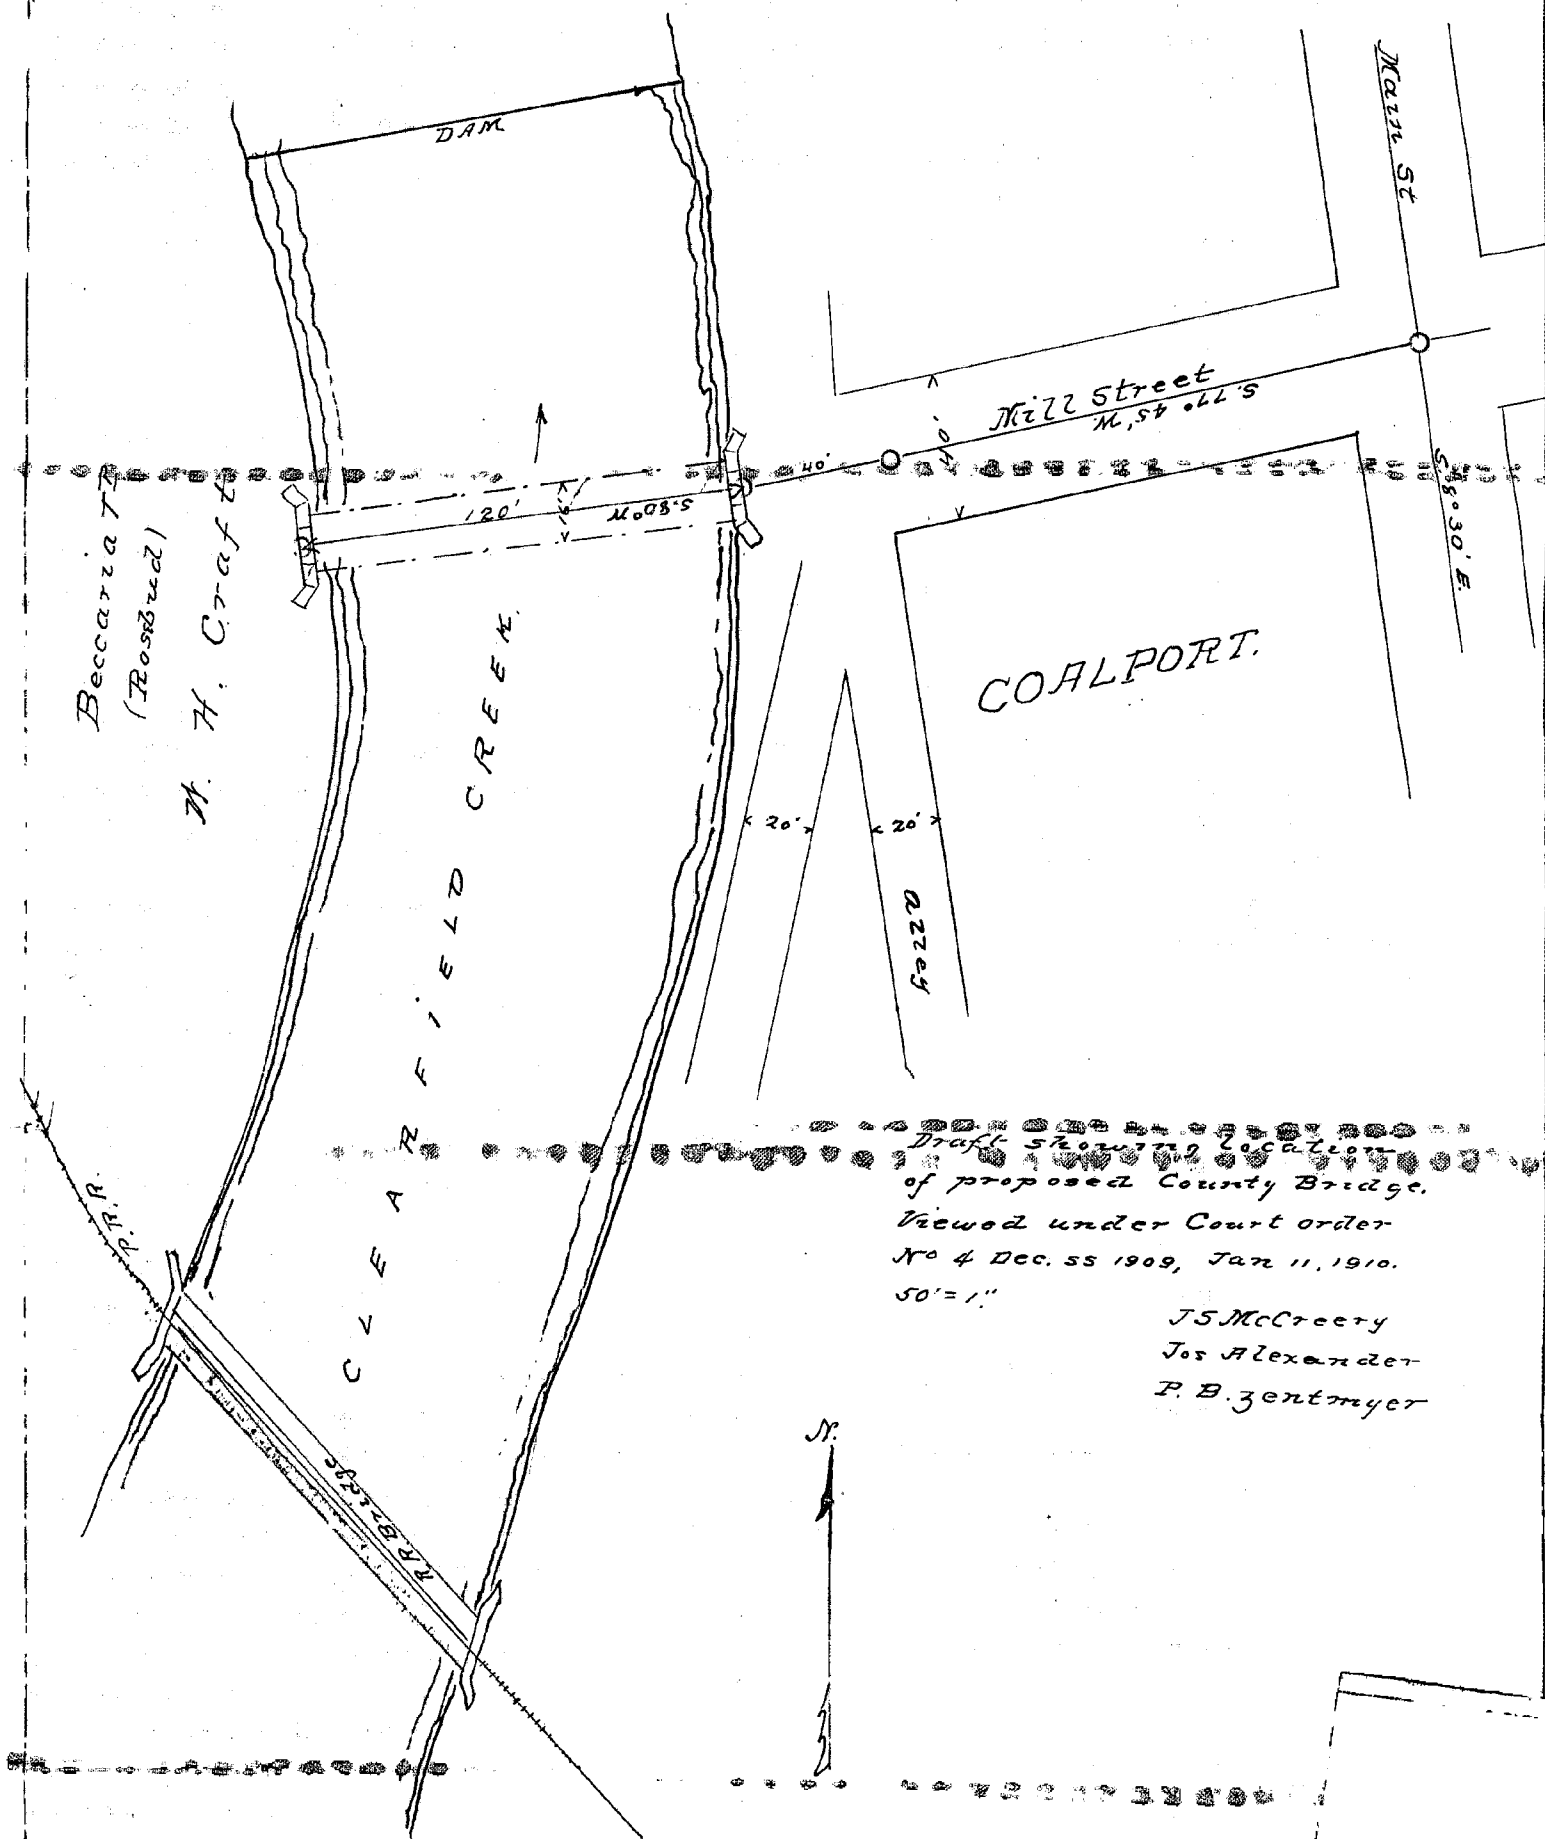 DAM
Main St
Mill Street
S. 77° 45' W.
40'
40'
120'
S. 80° W
16'
S 8° 30' E.
Beccaria Tp
(Rosebud)
H. Craft
COALPORT.
CLEARFIELD CREEK.
20'
20'
alley
P.R.R.
R.R. Bridge
Draft showing location
of proposed County Bridge.
Viewed under Court order
No 4 Dec. SS 1909, Jan 11, 1910.
50' = 1"
J S McCreery
Jos Alexander
P. B. Zentmyer
N.